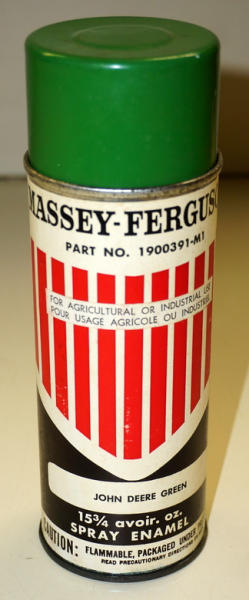 MASSEY-FERGUS
PART NO. 1900391-M1
FOR AGRICULTURAL OR INDUSTRIAL USE
POUR USAGE AGRICOLE OU INDUSTRIEL
JOHN DEERE GREEN
15¾ avoir. oz.
SPRAY ENAMEL
CAUTION: FLAMMABLE, PACKAGED UNDER
READ PRECAUTIONARY DIRECTIONS